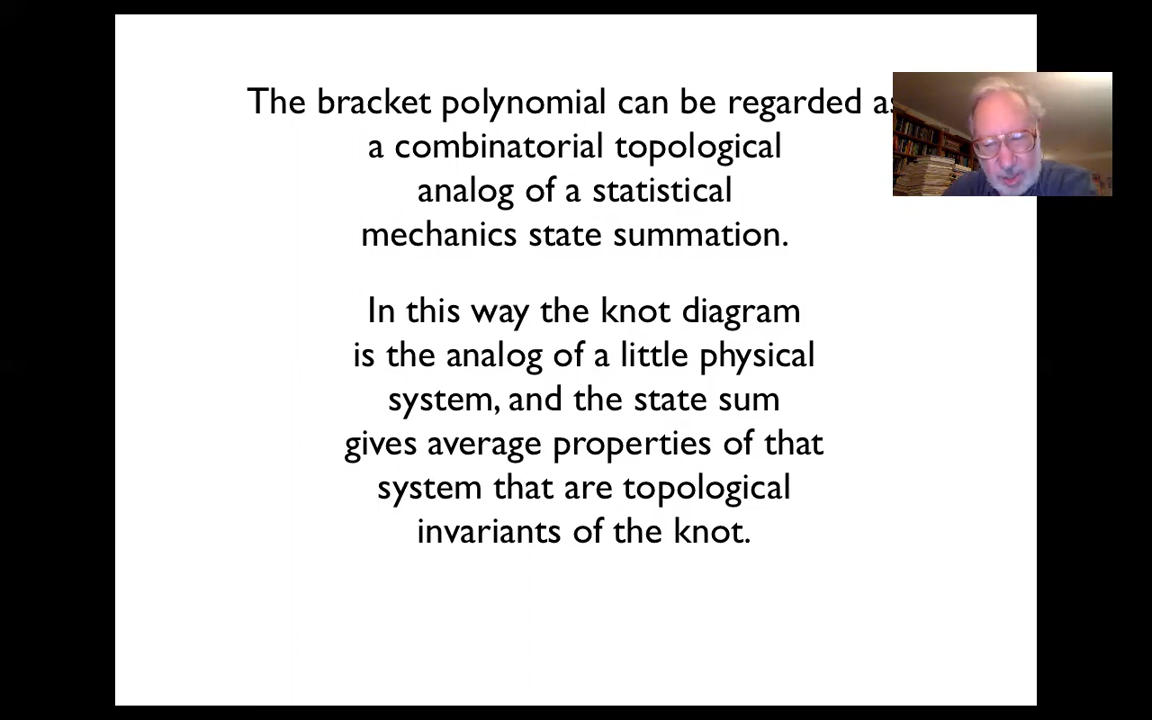 The bracket polynomial can be regarded as
a combinatorial topological
analog of a statistical
mechanics state summation.
In this way the knot diagram
is the analog of a little physical
system, and the state sum
gives average properties of that
system that are topological
invariants of the knot.